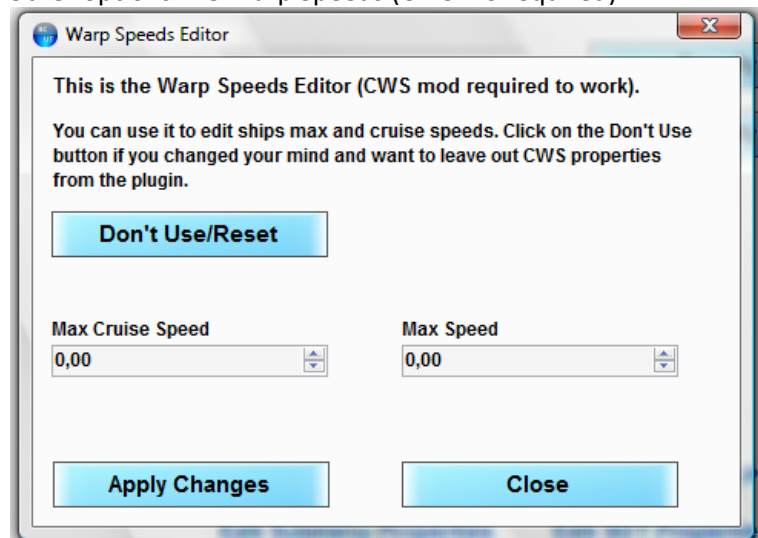 Warp Speeds Editor
This is the Warp Speeds Editor (CWS mod required to work).
You can use it to edit ships max and cruise speeds. Click on the Don't Use
button if you changed your mind and want to leave out CWS properties
from the plugin.
Don't Use/Reset
Max Cruise Speed Max Speed
0,00 0,00
Apply Changes Close